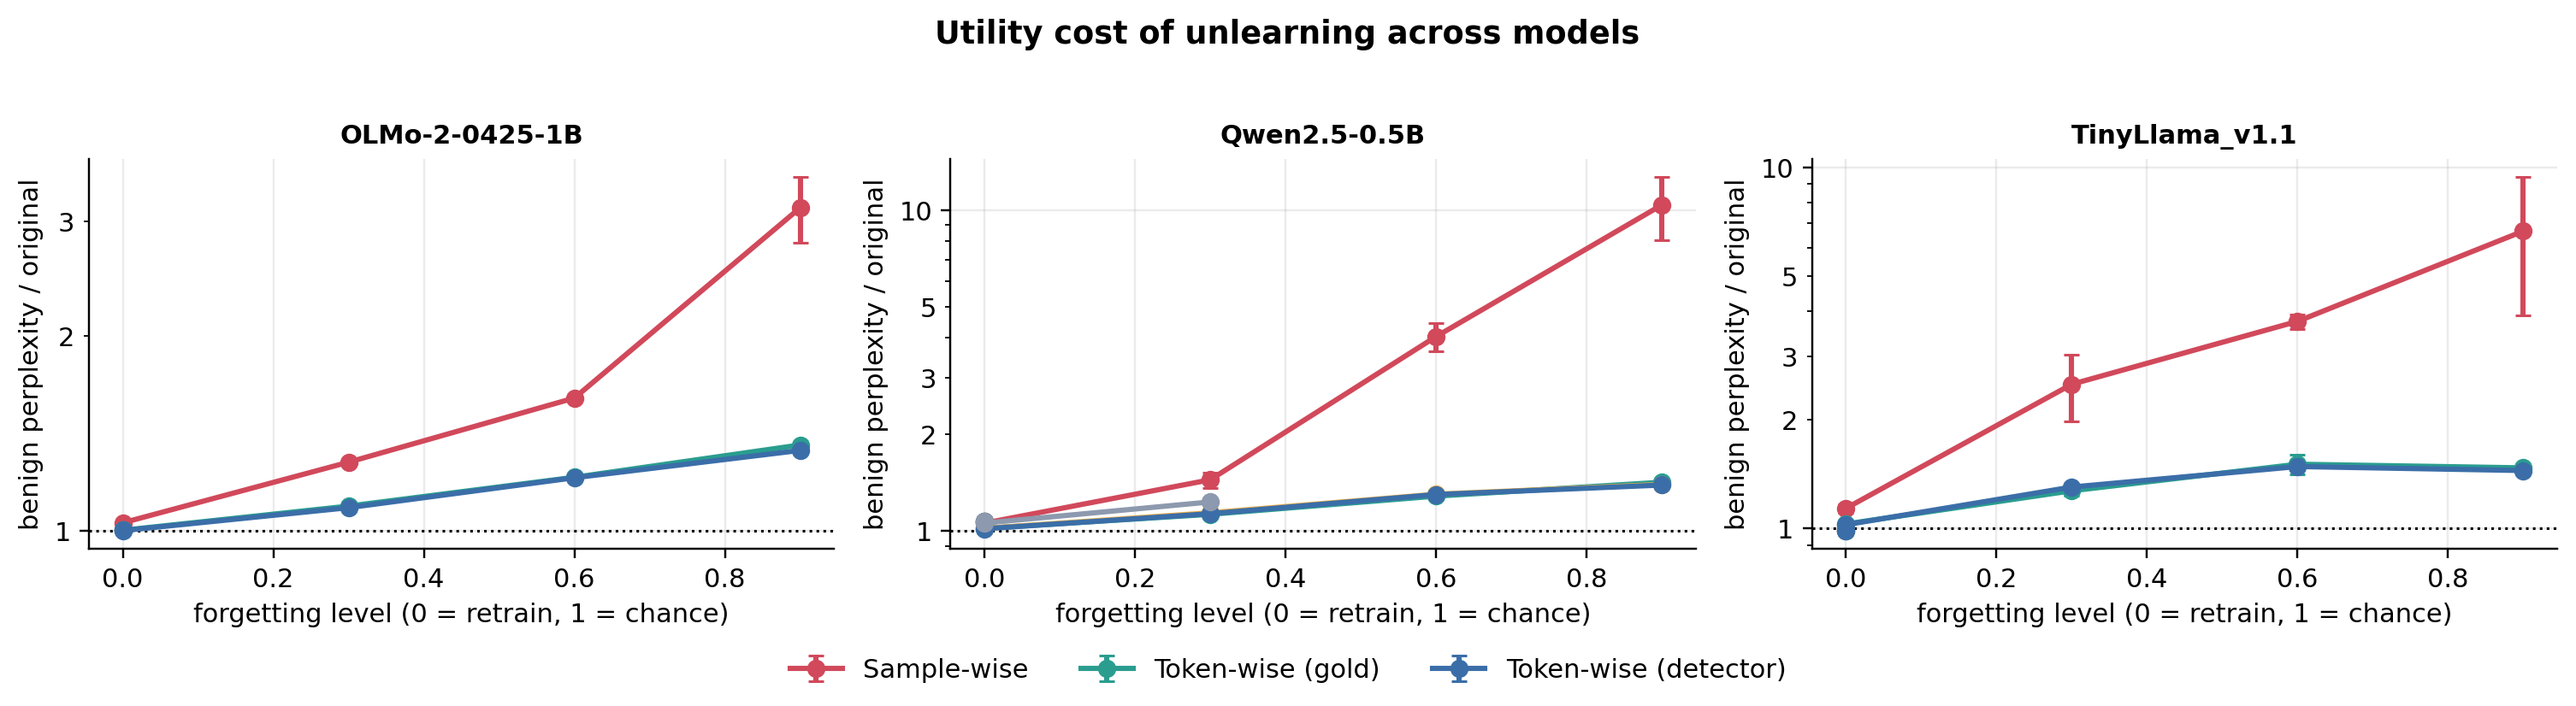 Utility cost of unlearning across models
OLMo-2-0425-1B
benign perplexity / original
3
2
1
0.0 0.2 0.4 0.6 0.8
forgetting level (0 = retrain, 1 = chance)
Qwen2.5-0.5B
benign perplexity / original
10
5
3
2
1
0.0 0.2 0.4 0.6 0.8
forgetting level (0 = retrain, 1 = chance)
TinyLlama_v1.1
benign perplexity / original
10
5
3
2
1
0.0 0.2 0.4 0.6 0.8
forgetting level (0 = retrain, 1 = chance)
Sample-wise Token-wise (gold) Token-wise (detector)